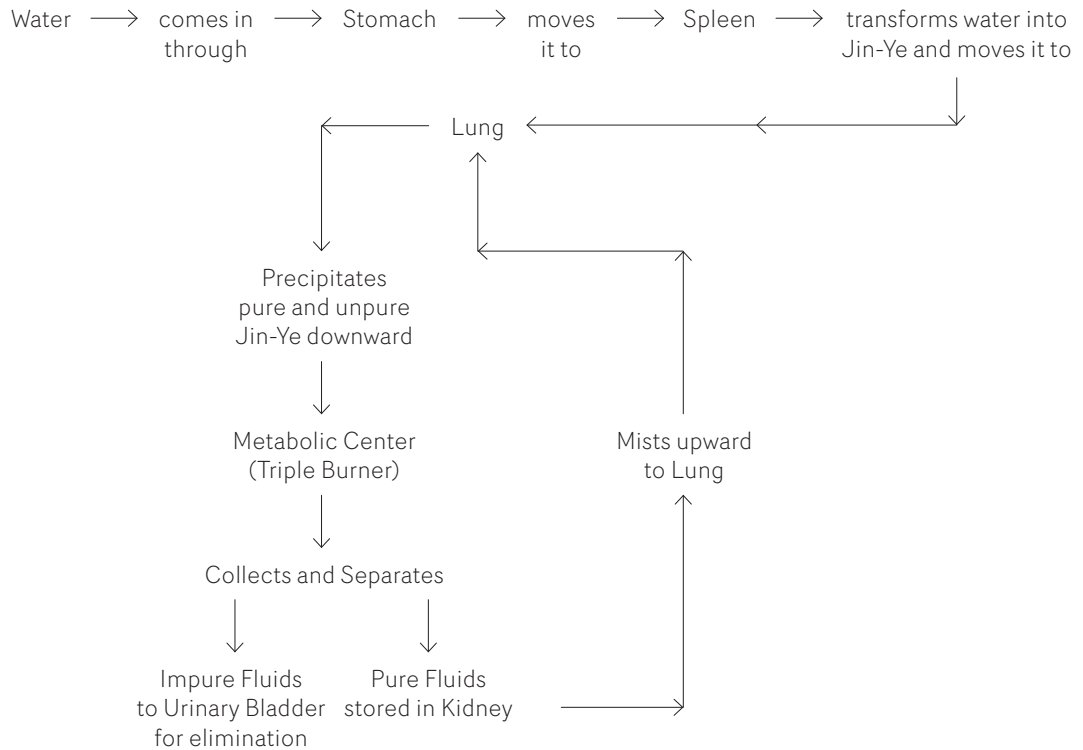 Water
comes in
through
Stomach
moves
it to
Spleen
transforms water into
Jin-Ye and moves it to
Lung
Precipitates
pure and unpure
Jin-Ye downward
Metabolic Center
(Triple Burner)
Mists upward
to Lung
Collects and Separates
Impure Fluids
to Urinary Bladder
for elimination
Pure Fluids
stored in Kidney